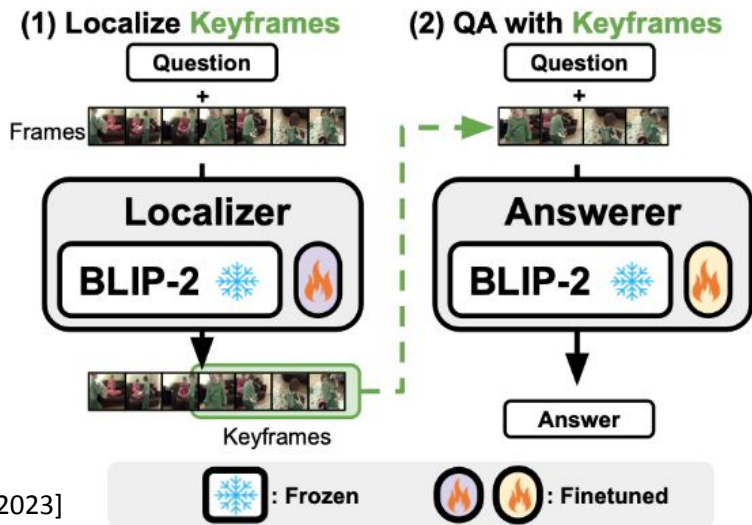 (1) Localize Keyframes
Question
+
Frames
Localizer
BLIP-2
Keyframes
(2) QA with Keyframes
Question
+
Answerer
BLIP-2
Answer
: Frozen
: Finetuned
2023]